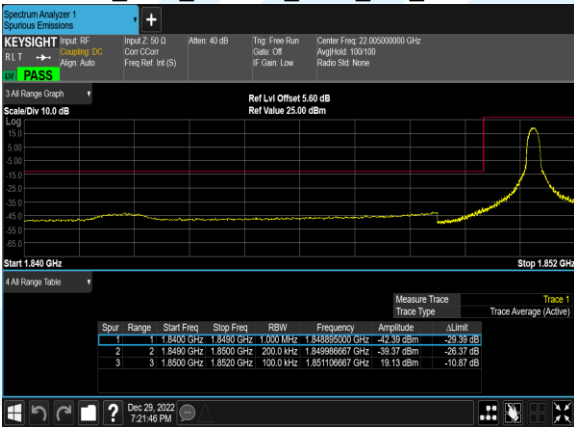 Spectrum Analyzer 1
Spurious Emissions
KEYSIGHT Input: RF Input Z: 50 Ω Atten: 40 dB Trig: Free Run Center Freq: 22.005000000 GHz
RLT Coupling: DC Corr CCorr Gate: Off Avg|Hold: 100/100
Align: Auto Freq Ref: Int (S) IF Gain: Low Radio Std: None
PASS
3 All Range Graph
Ref Lvl Offset 5.60 dB
Scale/Div 10.0 dB Ref Value 25.00 dBm
Log
15.0
5.00
-5.00
-15.0
-25.0
-35.0
-45.0
-55.0
-65.0
Start 1.840 GHz Stop 1.852 GHz
4 All Range Table
Measure Trace Trace 1
Trace Type Trace Average (Active)
Spur Range Start Freq Stop Freq RBW Frequency Amplitude ΔLimit
1 1 1.8400 GHz 1.8490 GHz 1.000 MHz 1.848895000 GHz -42.39 dBm -29.39 dB
2 2 1.8490 GHz 1.8500 GHz 200.0 kHz 1.849986667 GHz -39.37 dBm -26.37 dB
3 3 1.8500 GHz 1.8520 GHz 100.0 kHz 1.851106667 GHz 19.13 dBm -10.87 dB
Dec 29, 2022
7:21:46 PM